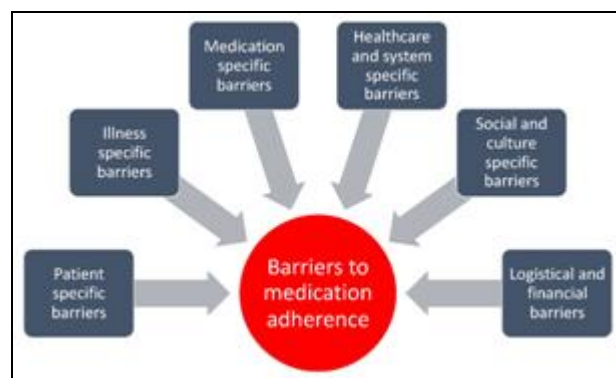 Medication
specific
barriers
Healthcare
and system
specific
barriers
Illness
specific
barriers
Social and
culture
specific
barriers
Patient
specific
barriers
Barriers to
medication
adherence
Logistical and
financial
barriers